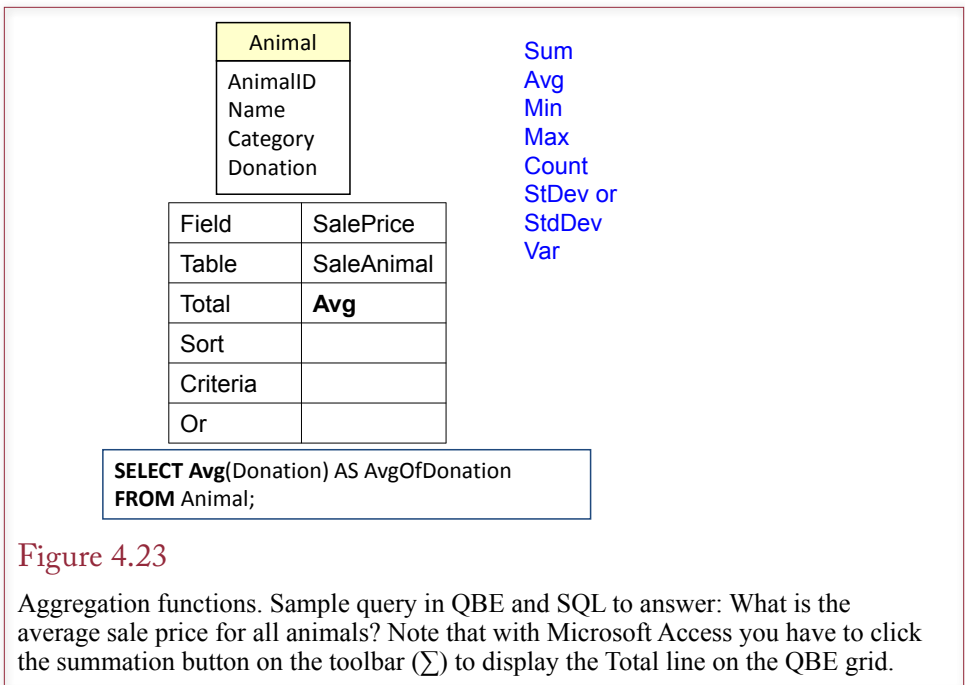 Animal
AnimalID
Name
Category
Donation
Sum
Avg
Min
Max
Count
StDev or
StdDev
Var
Field SalePrice
Table SaleAnimal
Total Avg
Sort
Criteria
Or
SELECT Avg(Donation) AS AvgOfDonation
FROM Animal;
Figure 4.23
Aggregation functions. Sample query in QBE and SQL to answer: What is the
average sale price for all animals? Note that with Microsoft Access you have to click
the summation button on the toolbar (∑) to display the Total line on the QBE grid.